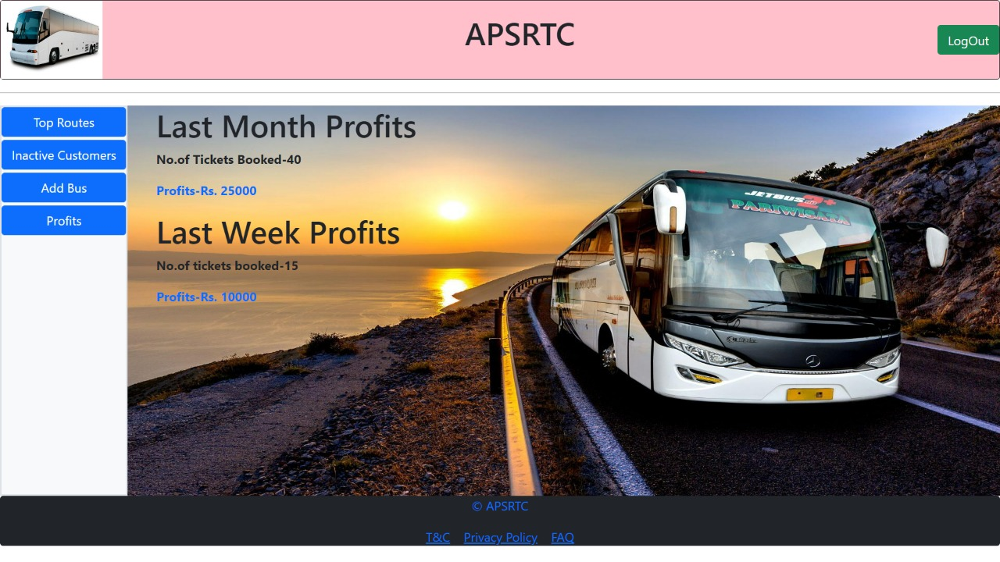 APSRTC
LogOut
Top Routes
Inactive Customers
Add Bus
Profits
Last Month Profits
No.of Tickets Booked-40
Profits-Rs. 25000
Last Week Profits
No.of tickets booked-15
Profits-Rs. 10000
JETBUS 2+
PARIWISATA
© APSRTC
T&C Privacy Policy FAQ